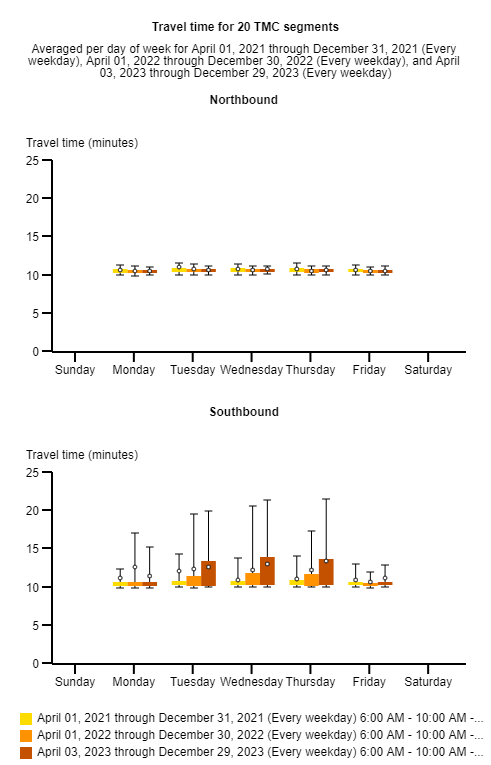 Travel time for 20 TMC segments
Averaged per day of week for April 01, 2021 through December 31, 2021 (Every
weekday), April 01, 2022 through December 30, 2022 (Every weekday), and April
03, 2023 through December 29, 2023 (Every weekday)
Northbound
Travel time (minutes)
25
20
15
10
5
0
Sunday Monday Tuesday Wednesday Thursday Friday Saturday
Southbound
Travel time (minutes)
25
20
15
10
5
0
Sunday Monday Tuesday Wednesday Thursday Friday Saturday
April 01, 2021 through December 31, 2021 (Every weekday) 6:00 AM - 10:00 AM -...
April 01, 2022 through December 30, 2022 (Every weekday) 6:00 AM - 10:00 AM -...
April 03, 2023 through December 29, 2023 (Every weekday) 6:00 AM - 10:00 AM -...